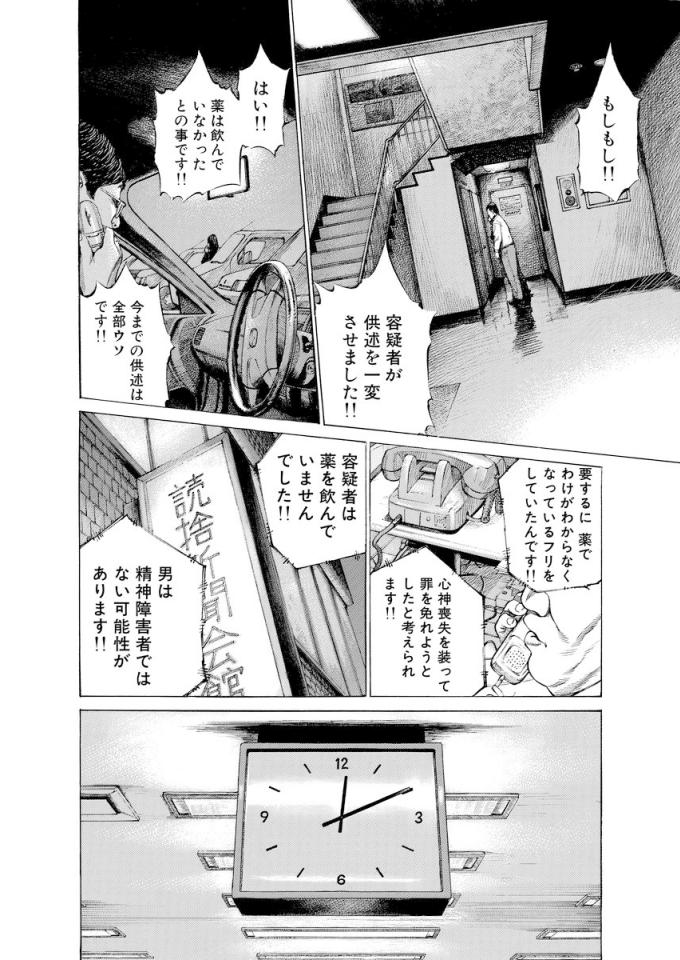 もしもし!!
容疑者が
供述を一変
させました!!
はい!!
薬は飲んで
いなかった
との事です!!
今までの供述は
全部ウソ
です!!
要するに 薬で
わけがわからなく
なっているフリを
していたんです!!
心神喪失を装って
罪を免れようと
したと考えられ
ます!!
容疑者は
薬を飲んで
いません
でした!!
読捨新聞会館
男は
精神障害者では
ない可能性が
あります!!
12
3
6
9